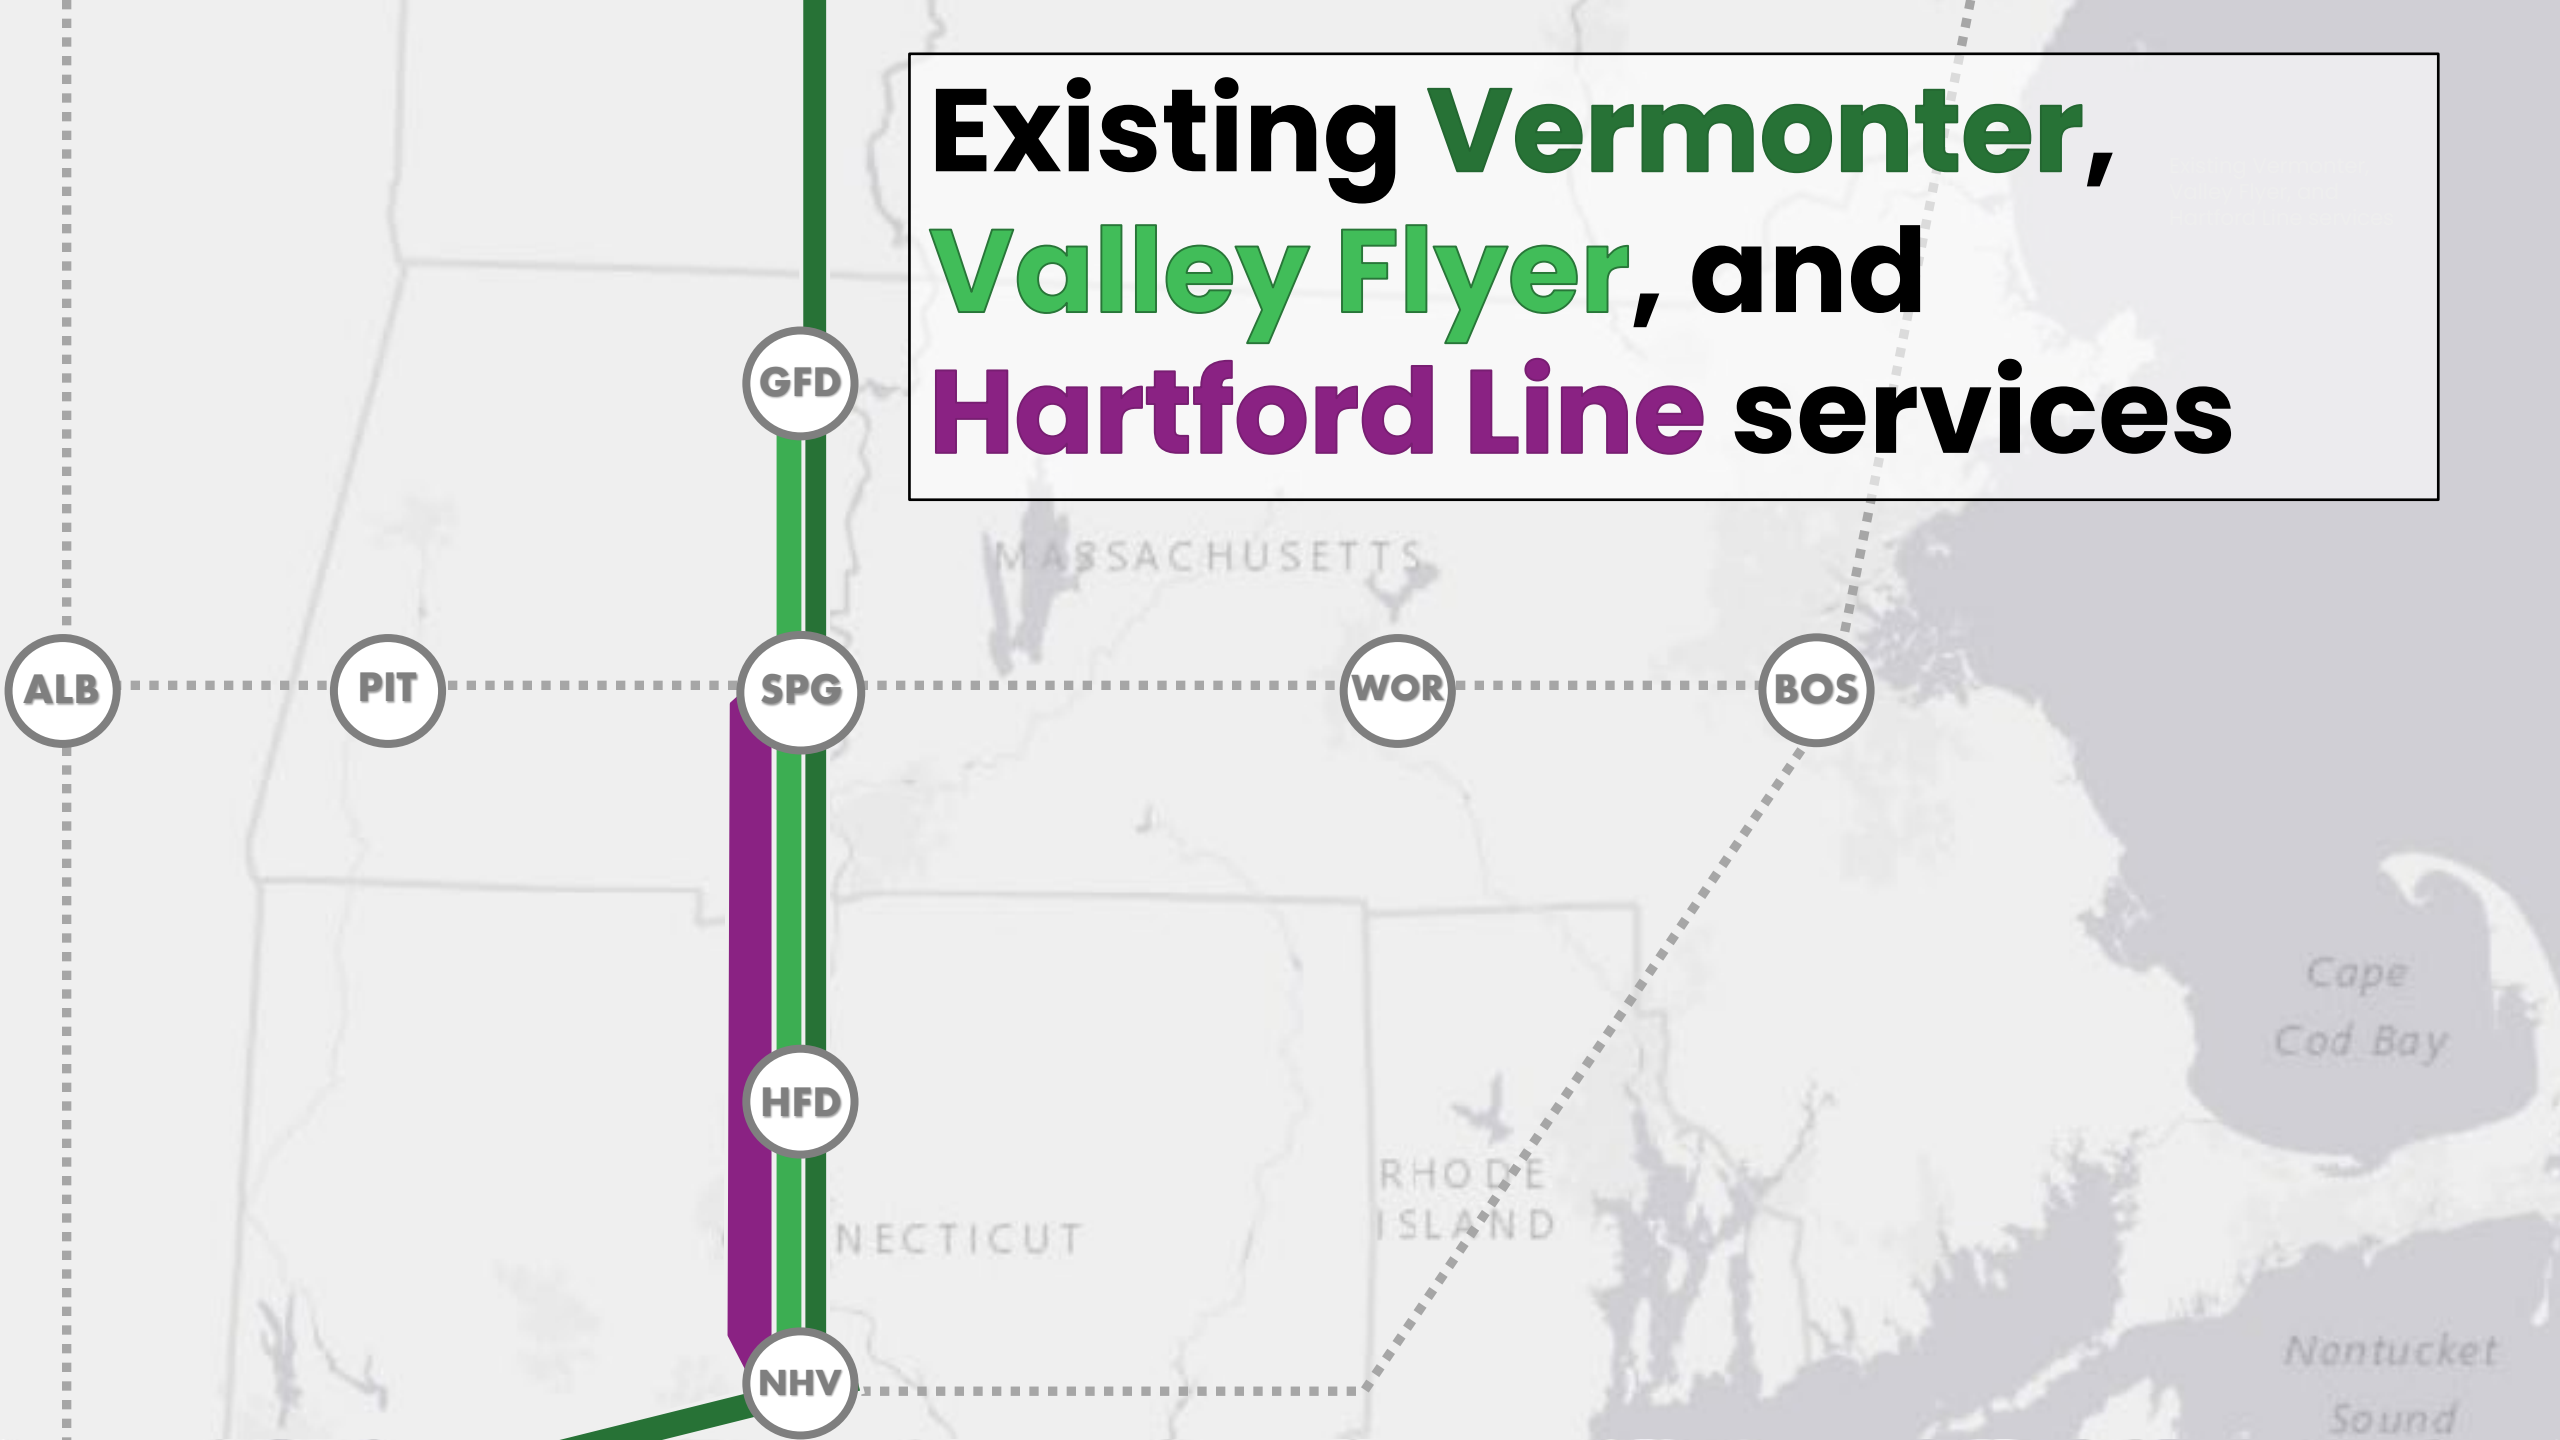 Existing Vermonter,
Valley Flyer, and
Hartford Line services
GFD
MASSACHUSETTS
ALB
PIT
SPG
WOR
BOS
Cape
Cod Bay
HFD
RHODE
ISLAND
NECTICUT
NHV
Nantucket
Sound